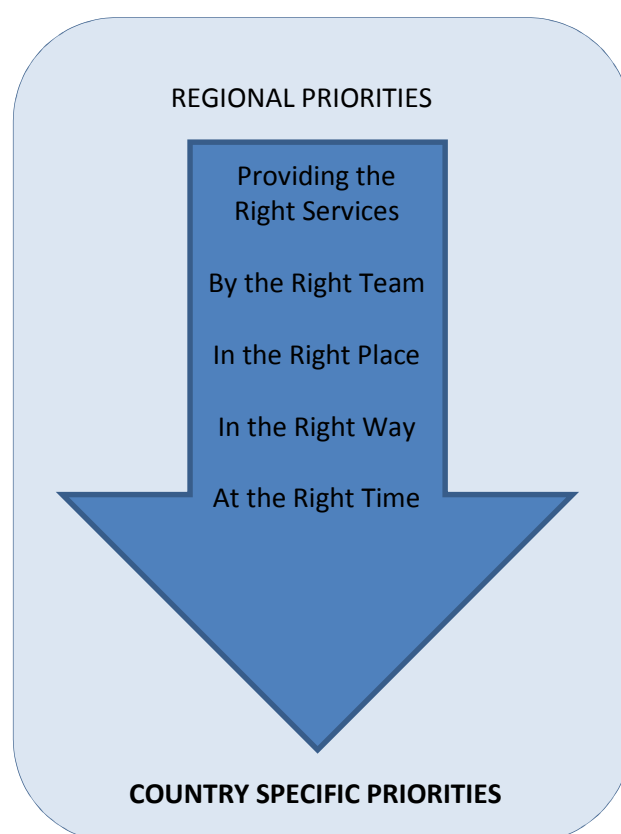 REGIONAL PRIORITIES
Providing the
Right Services
By the Right Team
In the Right Place
In the Right Way
At the Right Time
COUNTRY SPECIFIC PRIORITIES